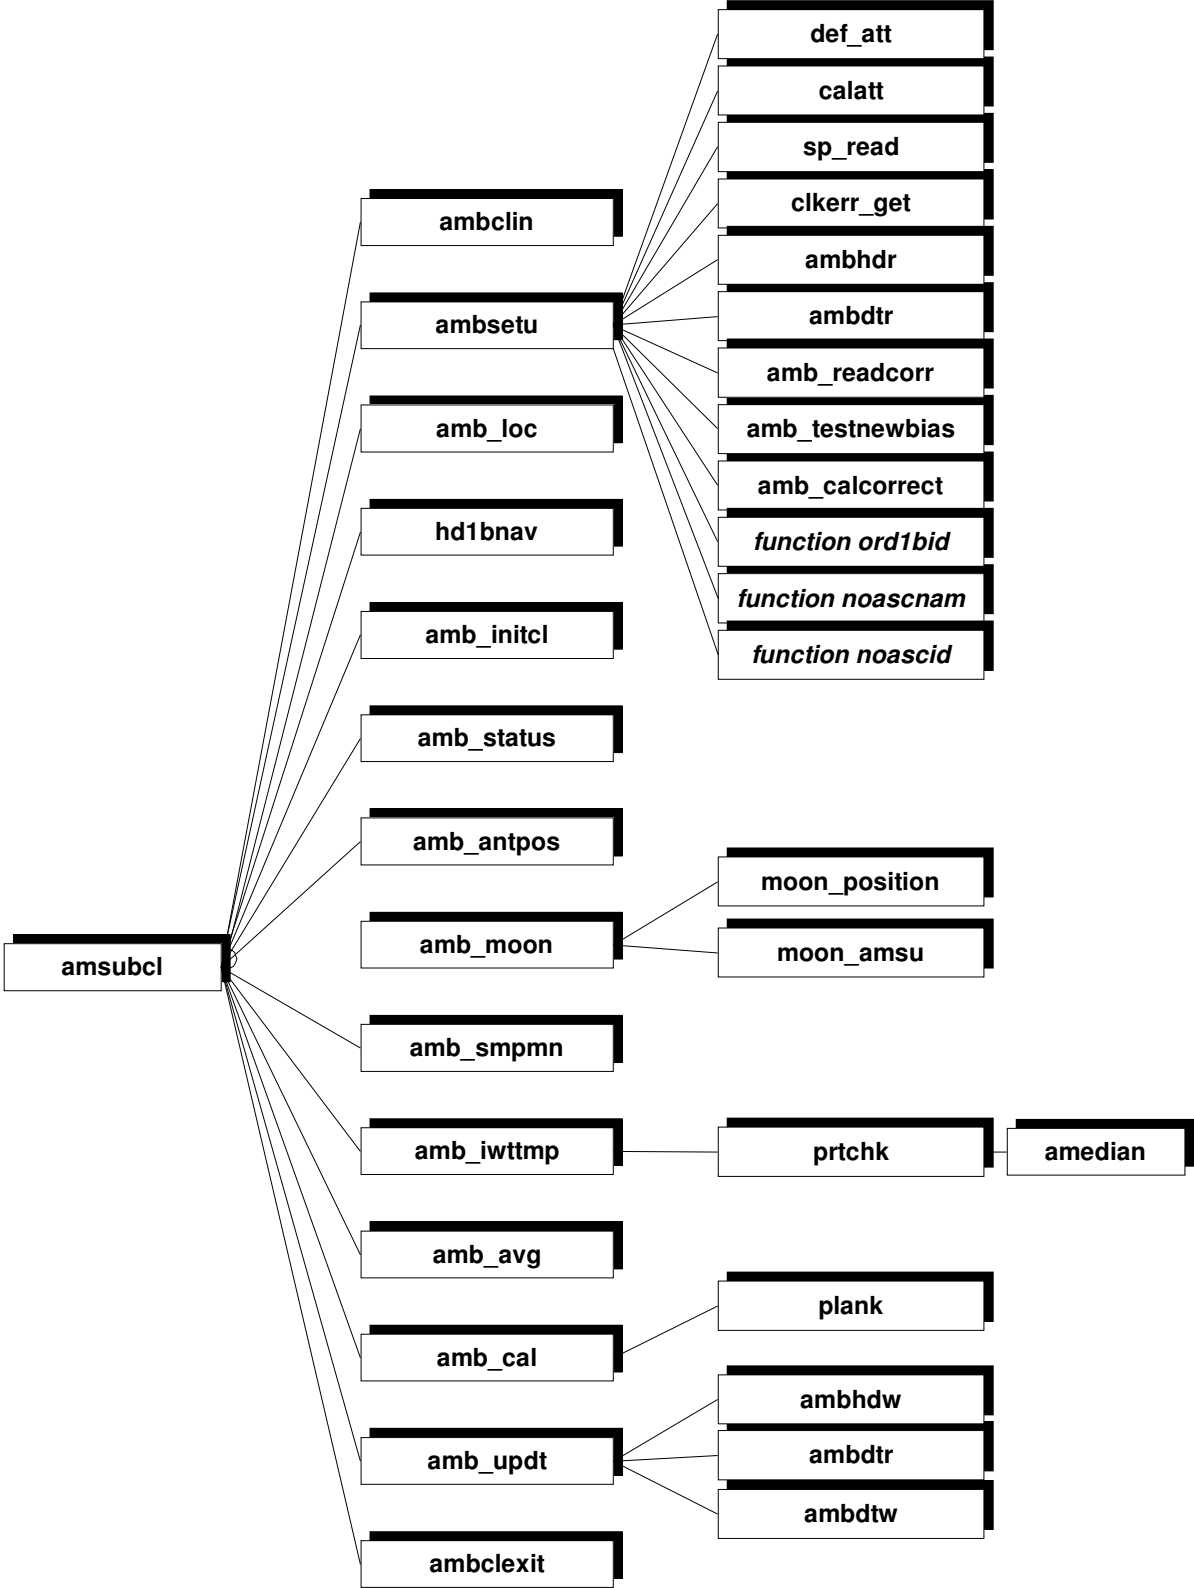 def_att
calatt
sp_read
clkerr_get
ambhdr
ambdtr
amb_readcorr
amb_testnewbias
amb_calcorrect
function ord1bid
function noascnam
function noascid
ambclin
ambsetu
amb_loc
hd1bnav
amb_initcl
amb_status
amb_antpos
amb_moon
moon_position
moon_amsu
amsubcl
amb_smpmn
amb_iwttmp
prtchk
amedian
amb_avg
amb_cal
plank
amb_updt
ambhdw
ambdtr
ambdtw
ambclexit